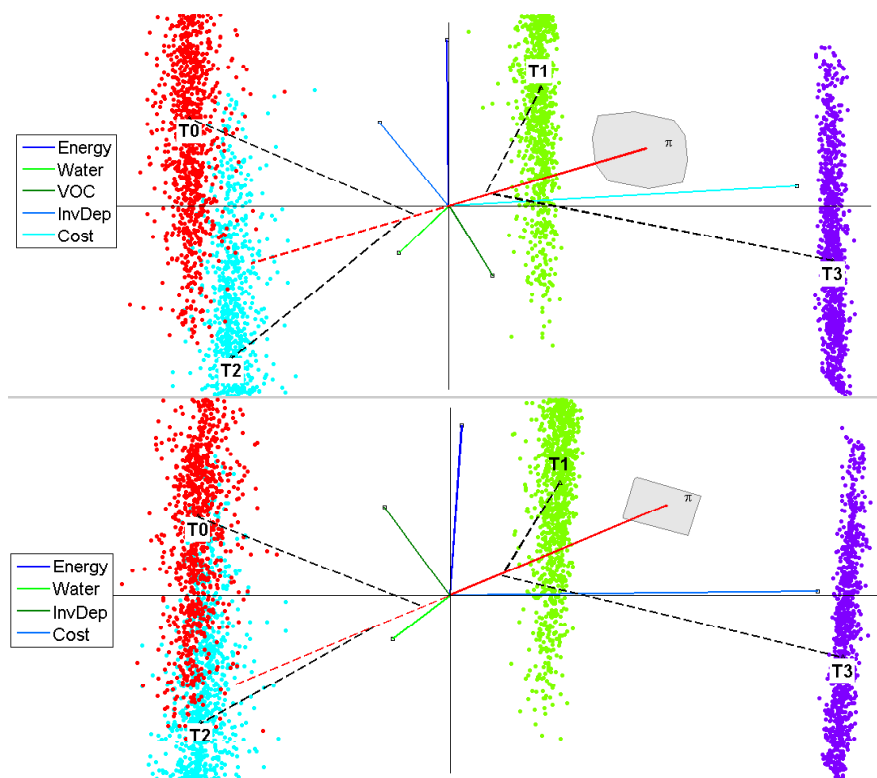 T1
π
T0
Energy
Water
VOC
InvDep
Cost
T3
T2
T1
π
T0
Energy
Water
InvDep
Cost
T3
T2